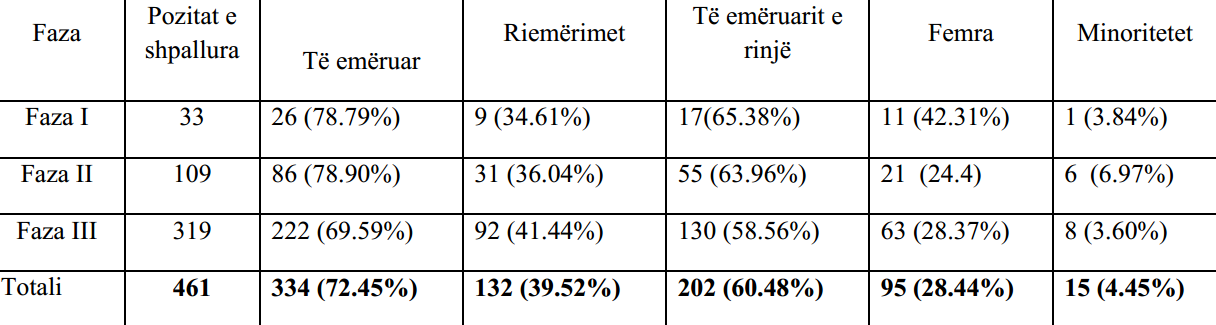 Faza Pozitat e shpallura Të emëruar Riemërimet Të emëruarit e rinjë Femra Minoritetet
Faza I 33 26 (78.79%) 9 (34.61%) 17(65.38%) 11 (42.31%) 1 (3.84%)
Faza II 109 86 (78.90%) 31 (36.04%) 55 (63.96%) 21 (24.4) 6 (6.97%)
Faza III 319 222 (69.59%) 92 (41.44%) 130 (58.56%) 63 (28.37%) 8 (3.60%)
Totali 461 334 (72.45%) 132 (39.52%) 202 (60.48%) 95 (28.44%) 15 (4.45%)